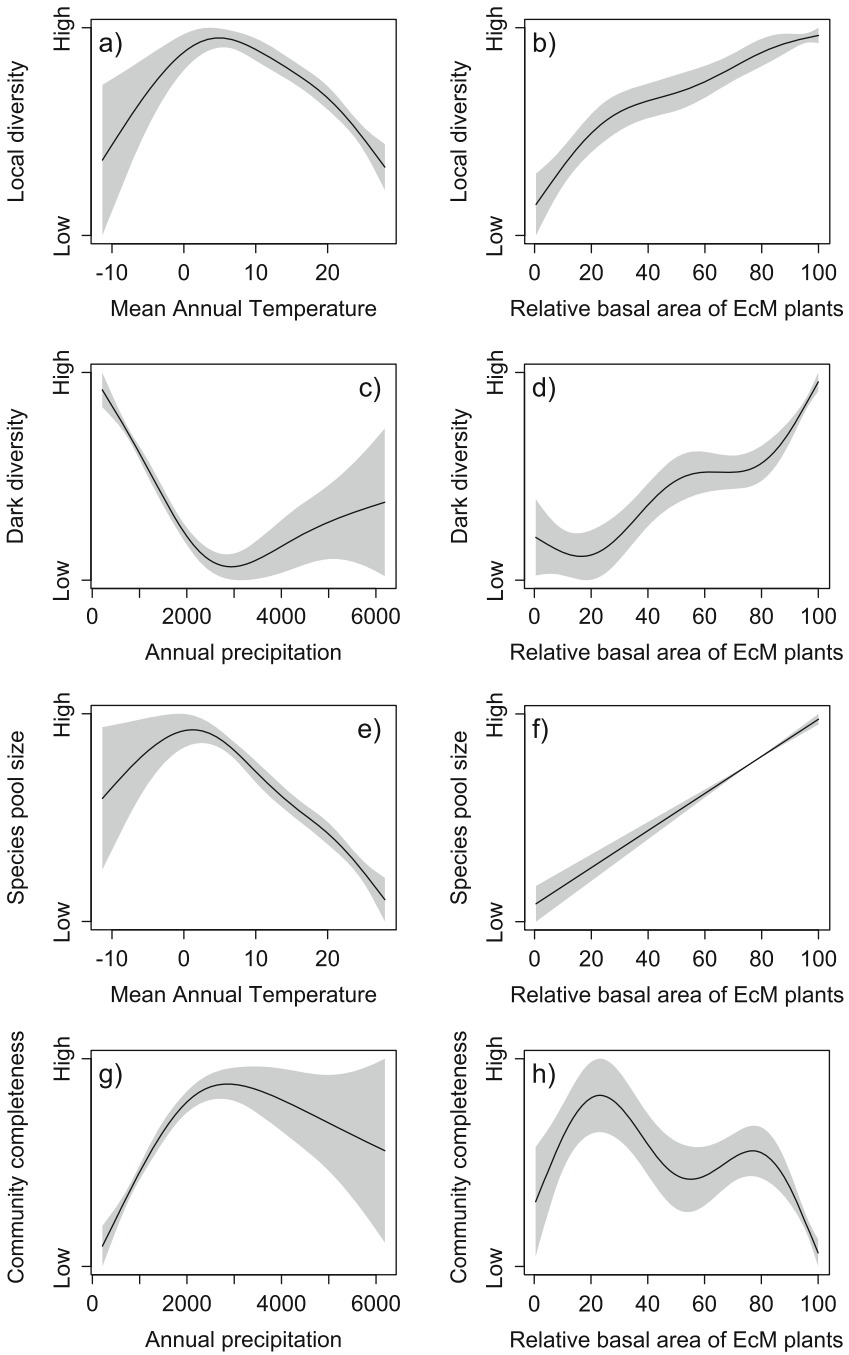 a)
High
Low
Local diversity
-10 0 10 20
Mean Annual Temperature
b)
High
Low
Local diversity
0 20 40 60 80 100
Relative basal area of EcM plants
c)
High
Low
Dark diversity
0 2000 4000 6000
Annual precipitation
d)
High
Low
Dark diversity
0 20 40 60 80 100
Relative basal area of EcM plants
e)
High
Low
Species pool size
-10 0 10 20
Mean Annual Temperature
f)
High
Low
Species pool size
0 20 40 60 80 100
Relative basal area of EcM plants
g)
High
Low
Community completeness
0 2000 4000 6000
Annual precipitation
h)
High
Low
Community completeness
0 20 40 60 80 100
Relative basal area of EcM plants